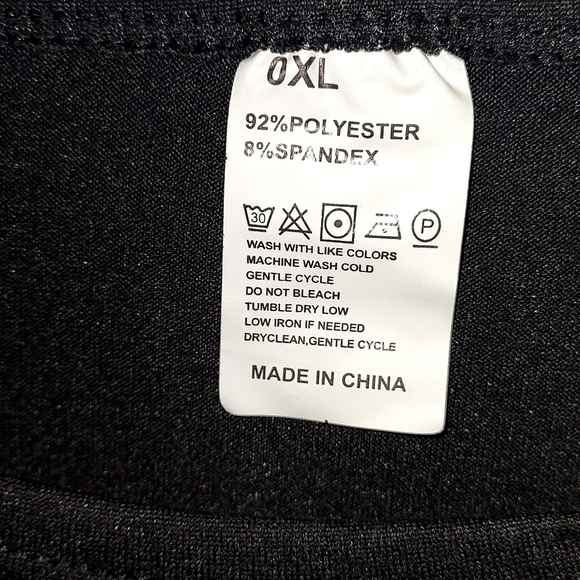 0XL
92%POLYESTER
8%SPANDEX
30 P
WASH WITH LIKE COLORS
MACHINE WASH COLD
GENTLE CYCLE
DO NOT BLEACH
TUMBLE DRY LOW
LOW IRON IF NEEDED
DRYCLEAN,GENTLE CYCLE
MADE IN CHINA